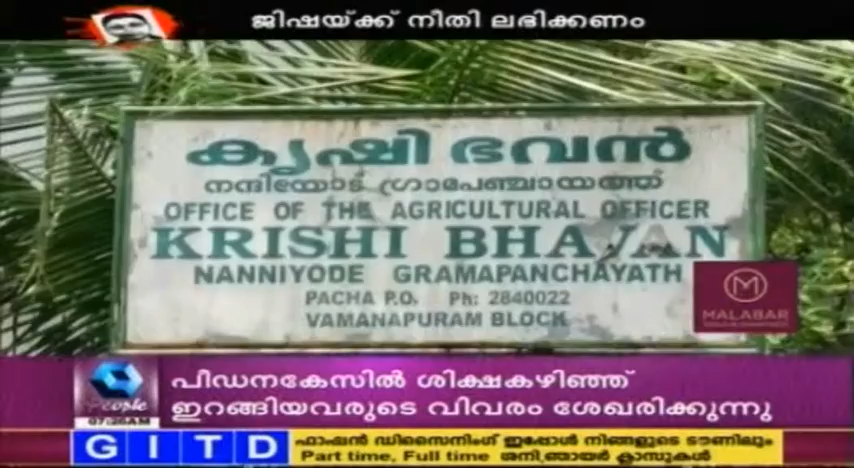 ജിഷയ്ക്ക് നീതി ലഭിക്കണം
കൃഷി ഭവൻ
നന്ദിയോട് ഗ്രാമപഞ്ചായത്ത്
OFFICE OF THE AGRICULTURAL OFFICER
KRISHI BHAVAN
NANNIYODE GRAMAPANCHAYATH
PACHA P.O. Ph: 2840022
VAMANAPURAM BLOCK
M
MALABAR
People
പീഡനകേസിൽ ശിക്ഷകഴിഞ്ഞ്
ഇറങ്ങിയവരുടെ വിവരം ശേഖരിക്കുന്നു
07:26AM
GITD
ഫാഷൻ ഡിസൈനിംഗ് ഇപ്പോൾ നിങ്ങളുടെ ടൗണിലും
Part time, Full time ശനി,ഞായർ ക്ലാസുകൾ